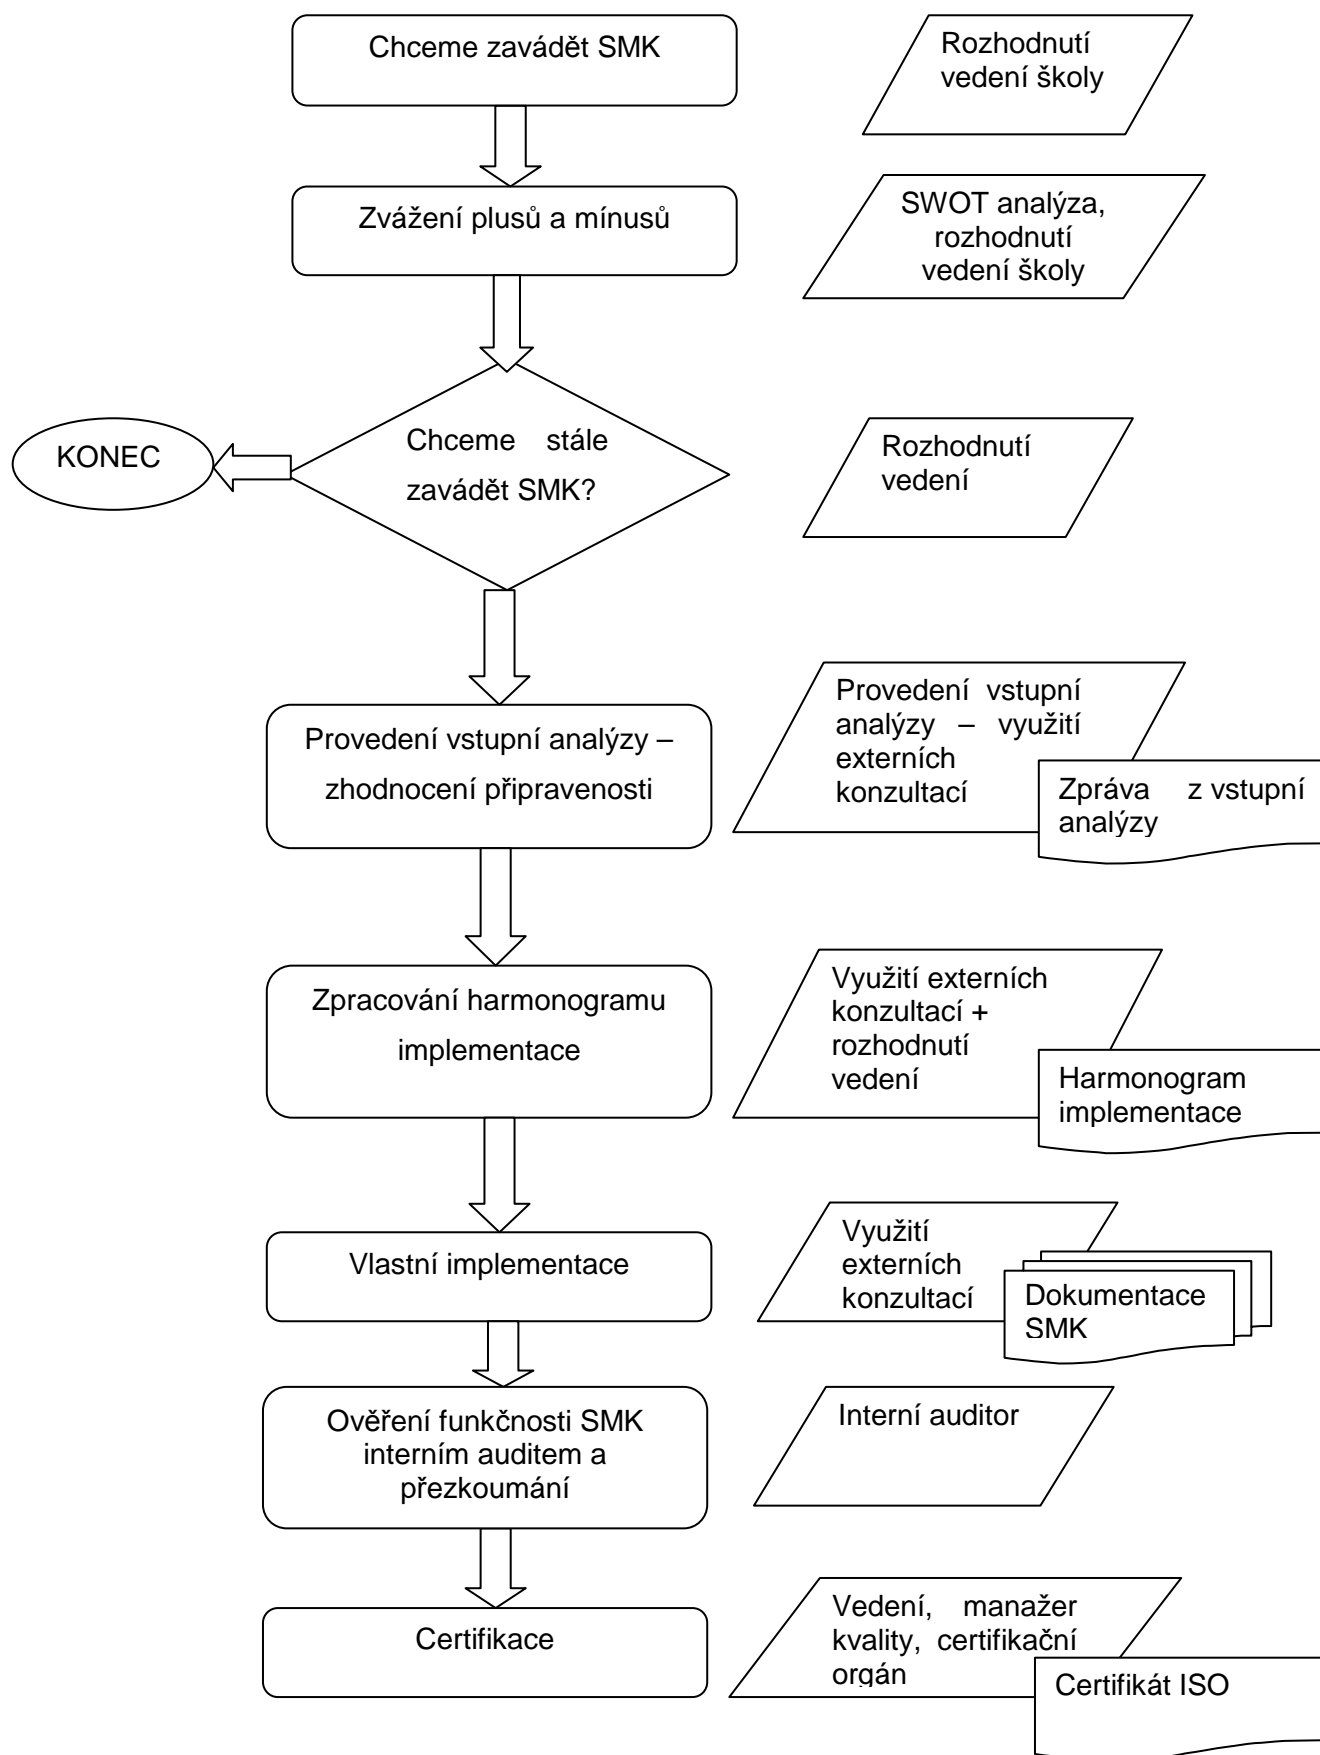 Chceme zavádět SMK
Rozhodnutí
vedení školy
Zvážení plusů a mínusů
SWOT analýza,
rozhodnutí
vedení školy
KONEC
Chceme stále
zavádět SMK?
Rozhodnutí
vedení
Provedení vstupní analýzy –
zhodnocení připravenosti
Provedení vstupní
analýzy – využití
externích
konzultací
Zpráva z vstupní
analýzy
Zpracování harmonogramu
implementace
Využití externích
konzultací +
rozhodnutí
vedení
Harmonogram
implementace
Vlastní implementace
Využití
externích
konzultací
Dokumentace
SMK
Ověření funkčnosti SMK
interním auditem a
přezkoumání
Interní auditor
Certifikace
Vedení, manažer
kvality, certifikační
orgán
Certifikát ISO